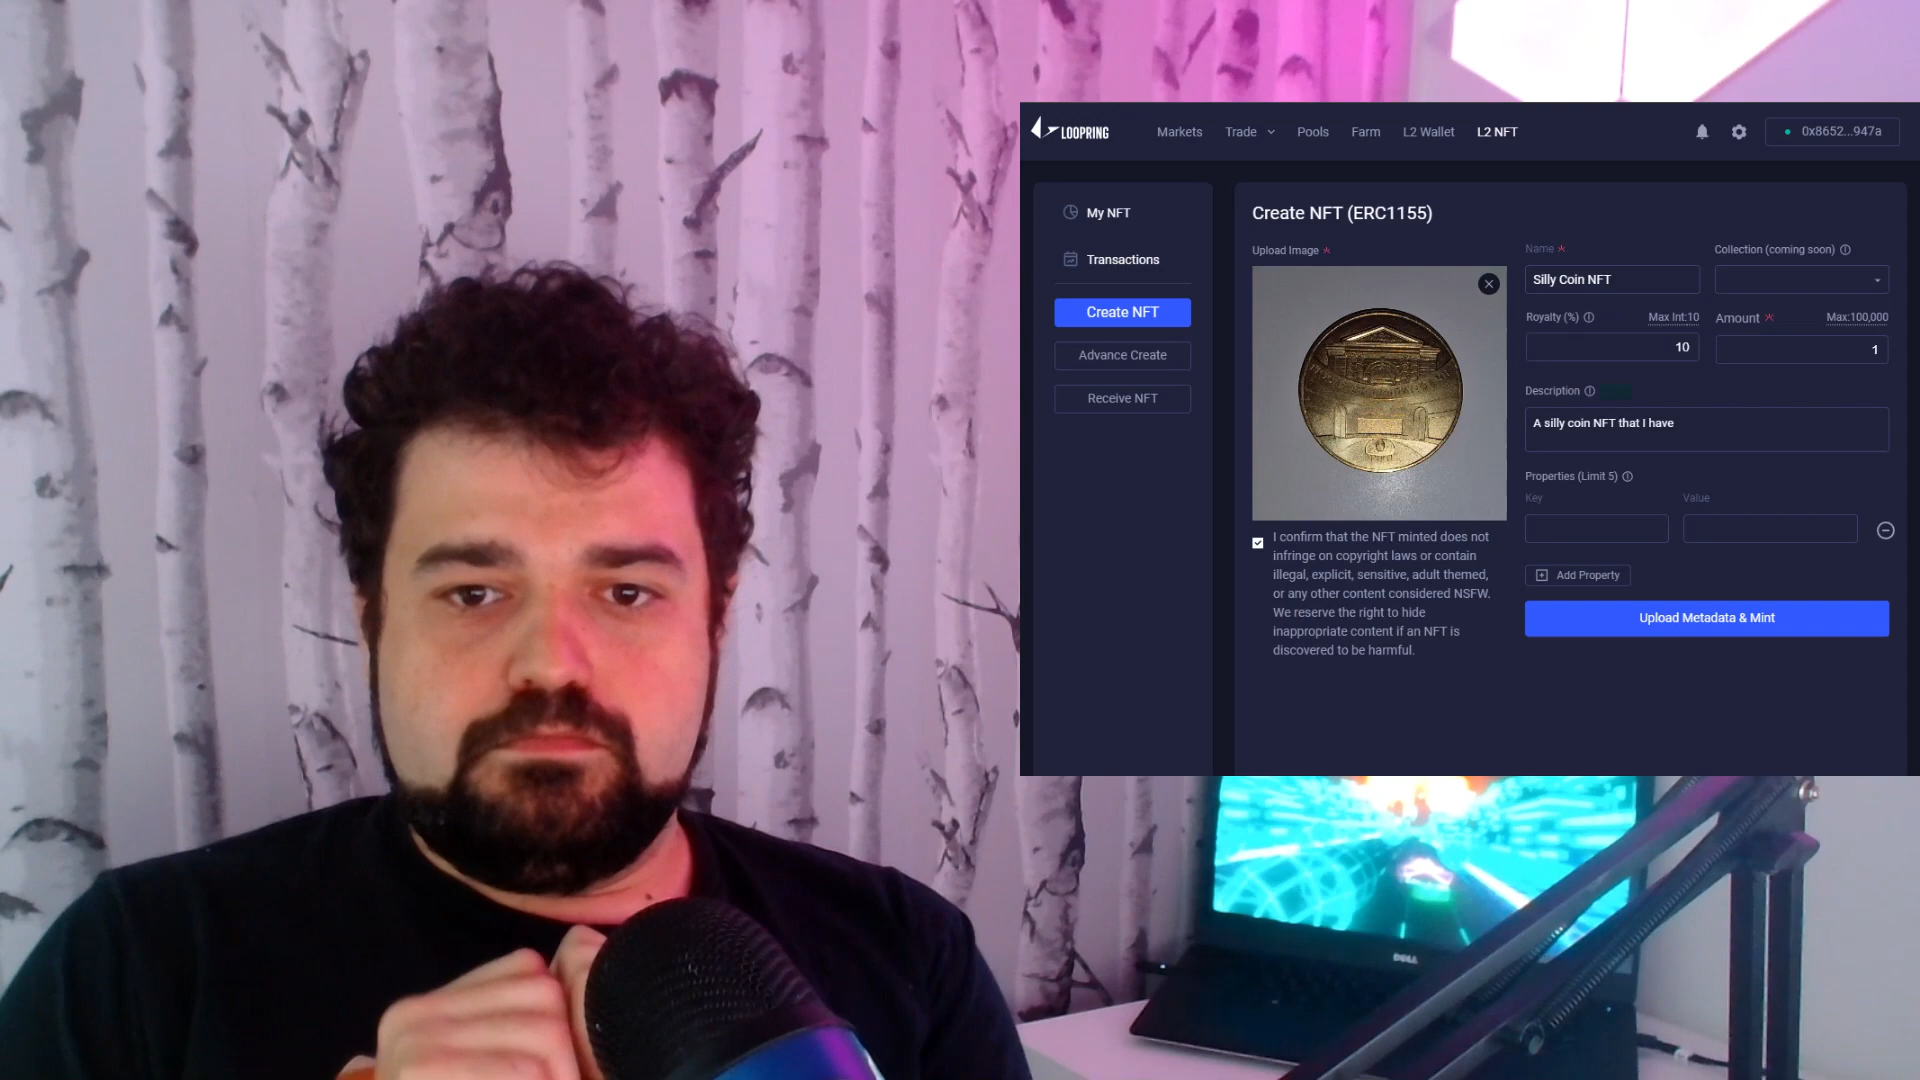 LOOPRING
Markets
Trade
Pools
Farm
L2 Wallet
L2 NFT
0x8652...947a
My NFT
Transactions
Create NFT
Advance Create
Receive NFT
Create NFT (ERC1155)
Upload Image
I confirm that the NFT minted does not
infringe on copyright laws or contain
illegal, explicit, sensitive, adult themed,
or any other content considered NSFW.
We reserve the right to hide
inappropriate content if an NFT is
discovered to be harmful.
Name
Silly Coin NFT
Collection (coming soon)
Royalty (%)
Max Int:10
10
Amount
Max:100,000
1
Description
A silly coin NFT that I have
Properties (Limit 5)
Key
Value
Add Property
Upload Metadata & Mint
DELL